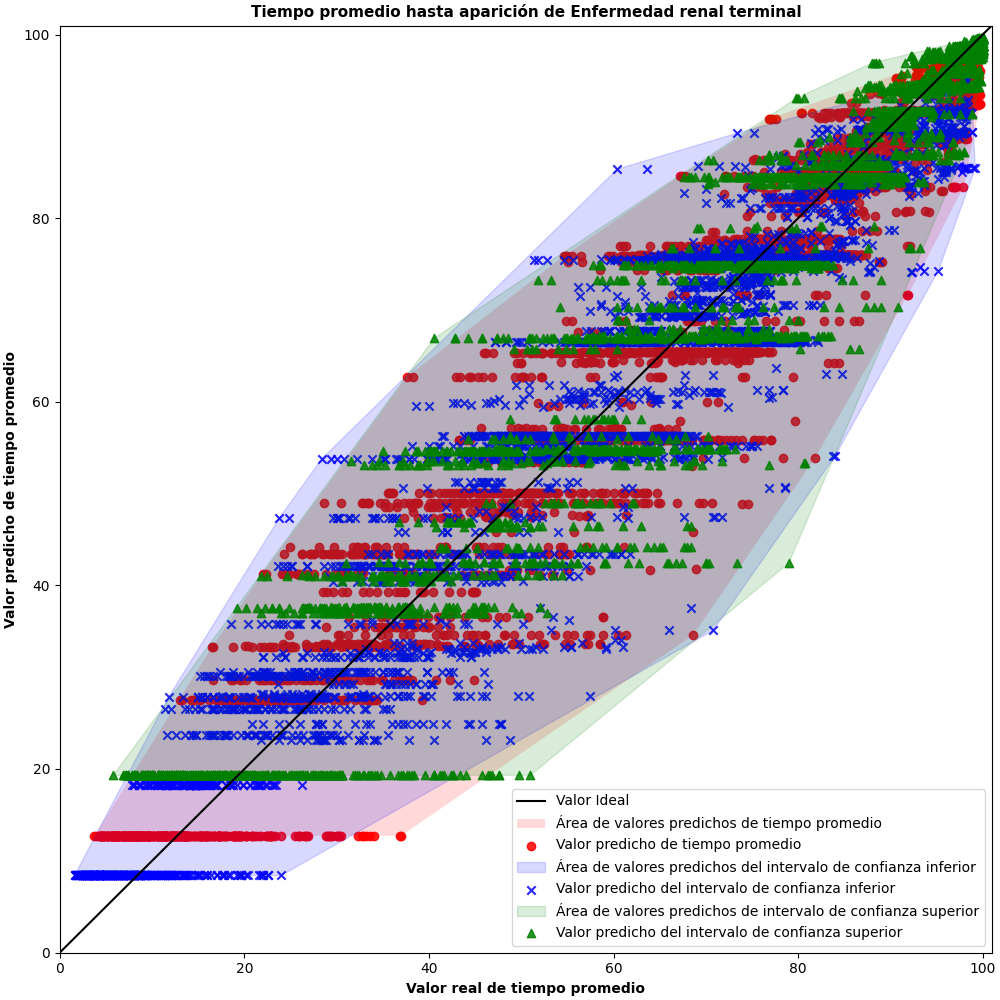 Tiempo promedio hasta aparición de Enfermedad renal terminal
Valor predicho de tiempo promedio
100
80
60
40
20
0
0 20 40 60 80 100
Valor real de tiempo promedio
Valor Ideal
Área de valores predichos de tiempo promedio
Valor predicho de tiempo promedio
Área de valores predichos del intervalo de confianza inferior
Valor predicho del intervalo de confianza inferior
Área de valores predichos de intervalo de confianza superior
Valor predicho del intervalo de confianza superior